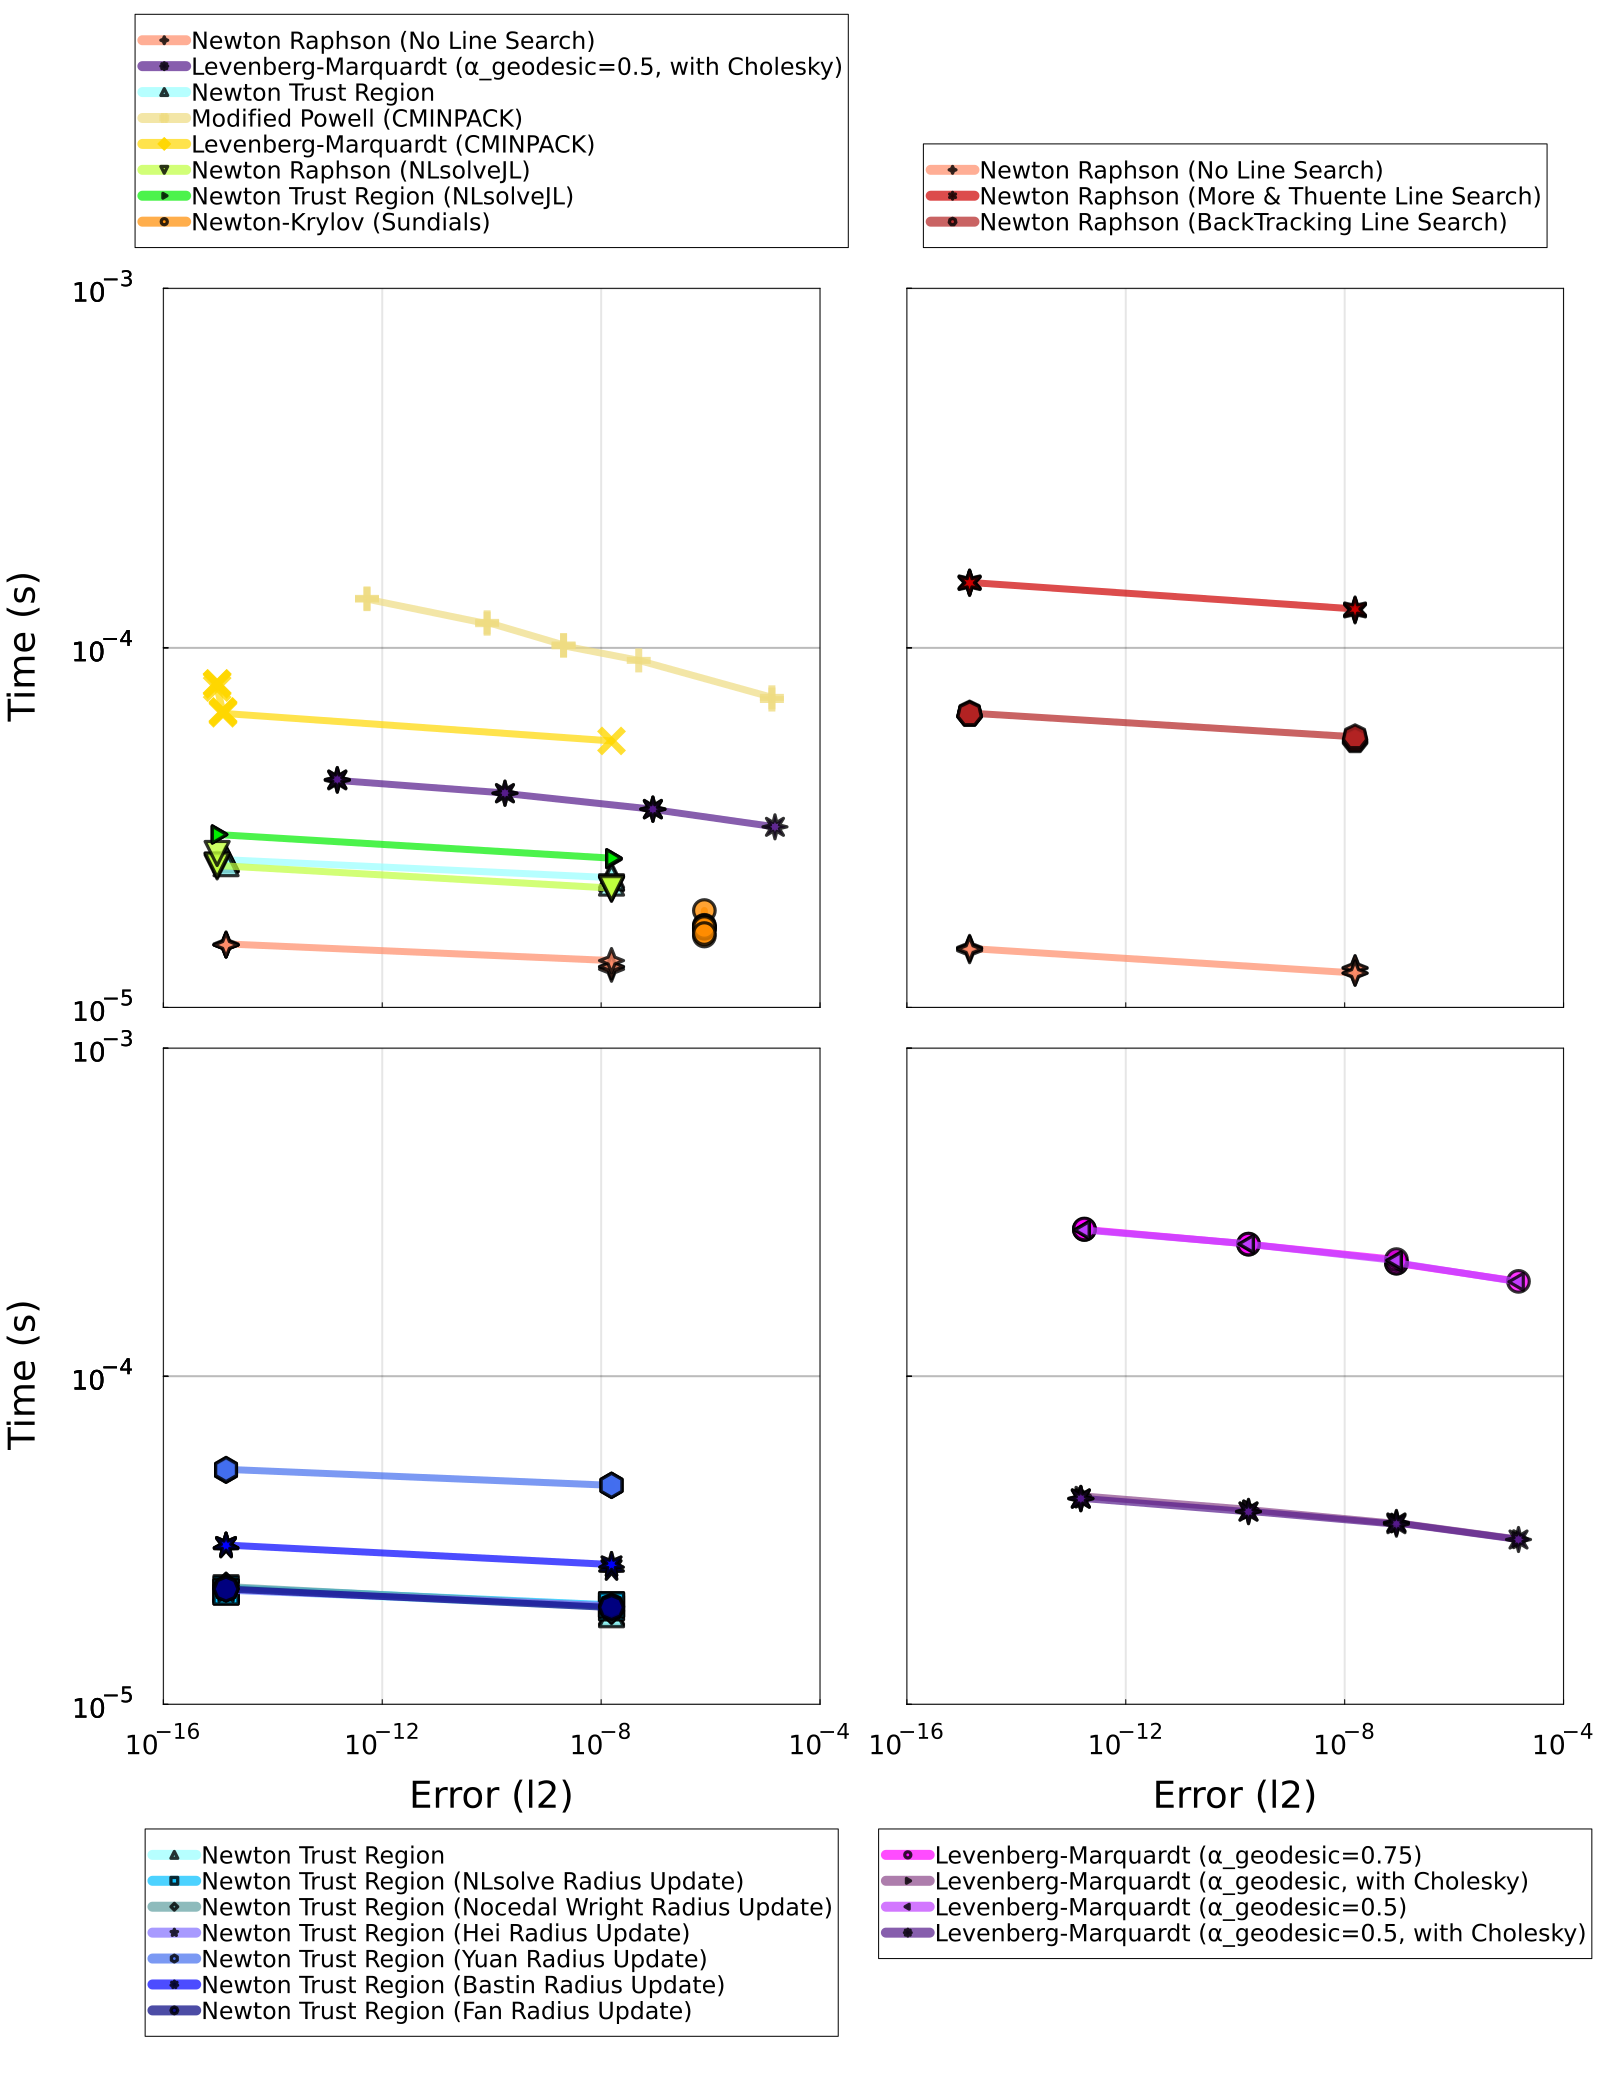 Newton Raphson (No Line Search)
Levenberg-Marquardt (α_geodesic=0.5, with Cholesky)
Newton Trust Region
Modified Powell (CMINPACK)
Levenberg-Marquardt (CMINPACK)
Newton Raphson (NLsolveJL)
Newton Trust Region (NLsolveJL)
Newton-Krylov (Sundials)
Newton Raphson (No Line Search)
Newton Raphson (More & Thuente Line Search)
Newton Raphson (BackTracking Line Search)
10⁻³
Time (s)
10⁻⁴
10⁻⁵
10⁻³
Time (s)
10⁻⁴
10⁻⁵
10⁻¹⁶ 10⁻¹² 10⁻⁸ 10⁻⁴
Error (l2)
10⁻¹⁶ 10⁻¹² 10⁻⁸ 10⁻⁴
Error (l2)
Newton Trust Region
Newton Trust Region (NLsolve Radius Update)
Newton Trust Region (Nocedal Wright Radius Update)
Newton Trust Region (Hei Radius Update)
Newton Trust Region (Yuan Radius Update)
Newton Trust Region (Bastin Radius Update)
Newton Trust Region (Fan Radius Update)
Levenberg-Marquardt (α_geodesic=0.75)
Levenberg-Marquardt (α_geodesic, with Cholesky)
Levenberg-Marquardt (α_geodesic=0.5)
Levenberg-Marquardt (α_geodesic=0.5, with Cholesky)